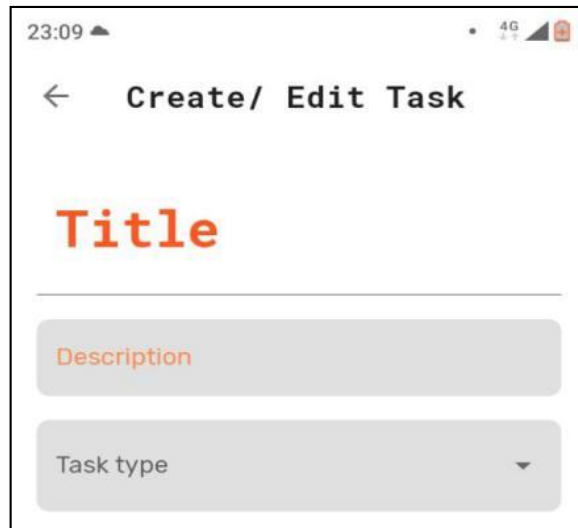 23:09 4G
Create/ Edit Task
Title
Description
Task type